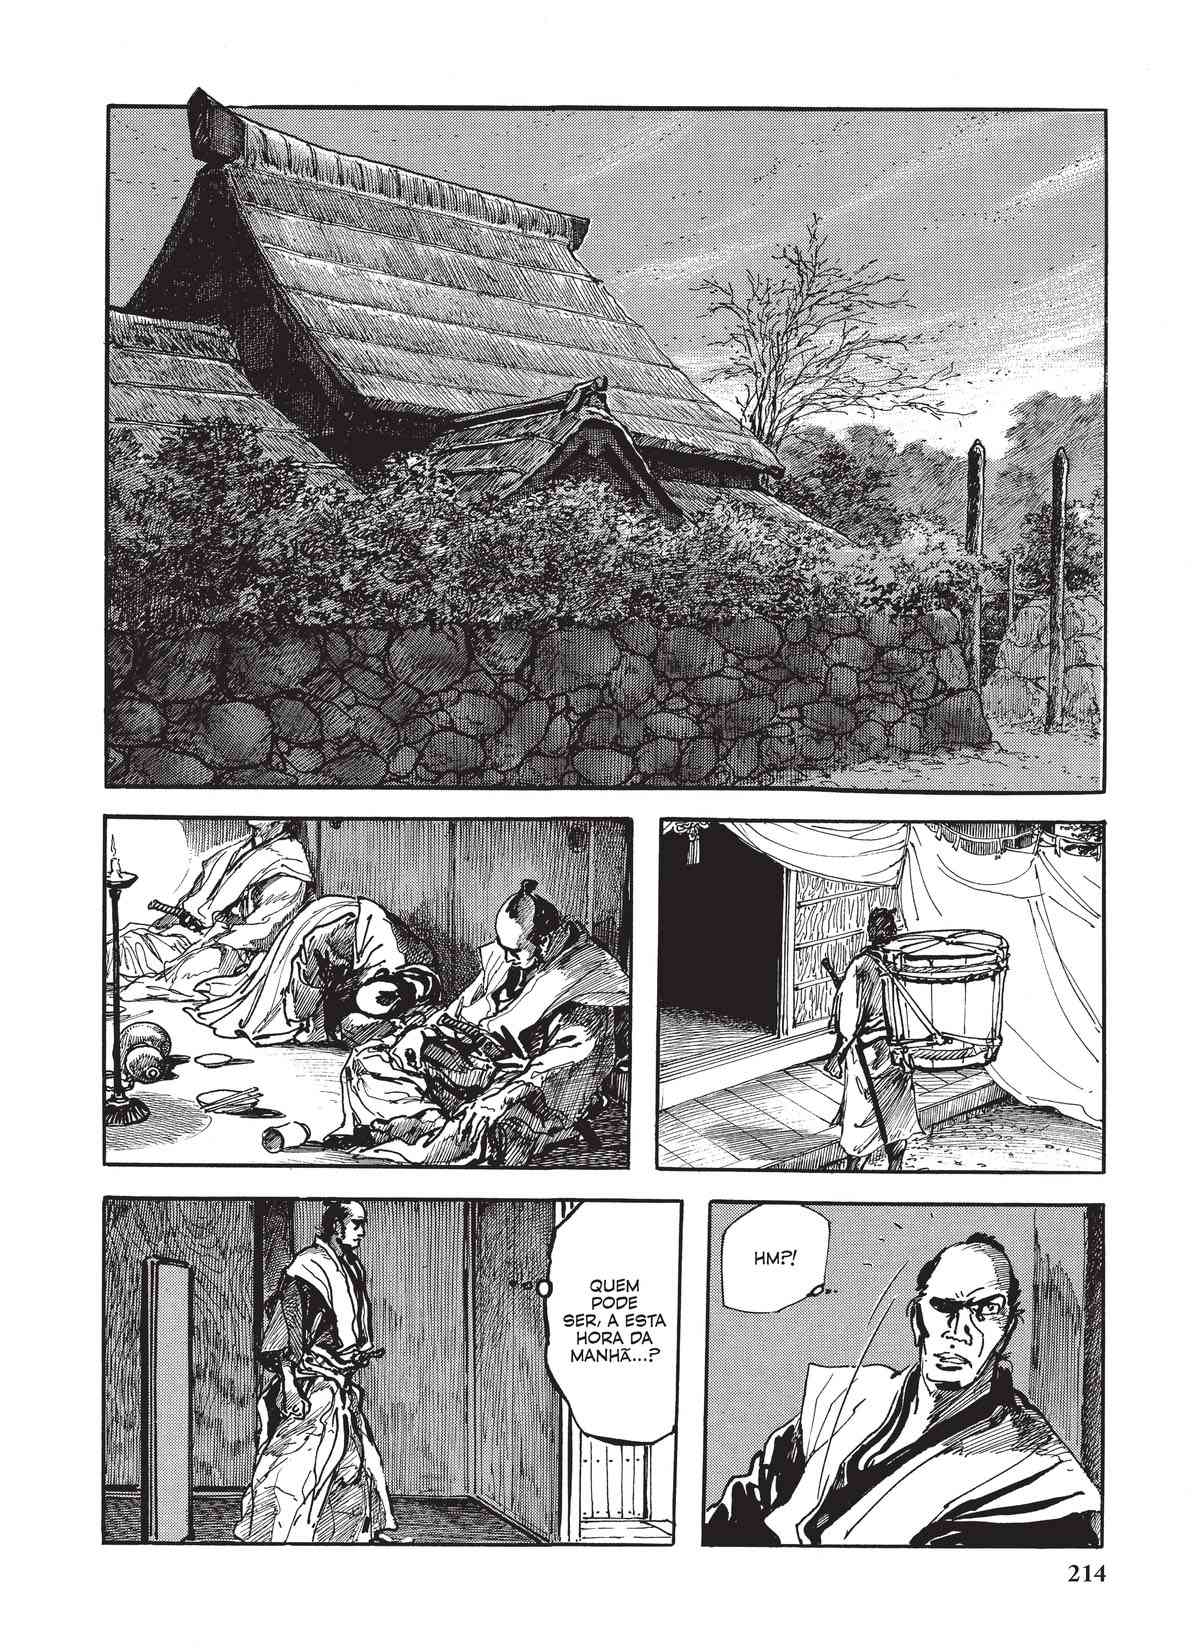 QUEM
PODE
SER, A ESTA
HORA DA
MANHÃ...?
HM?!
214